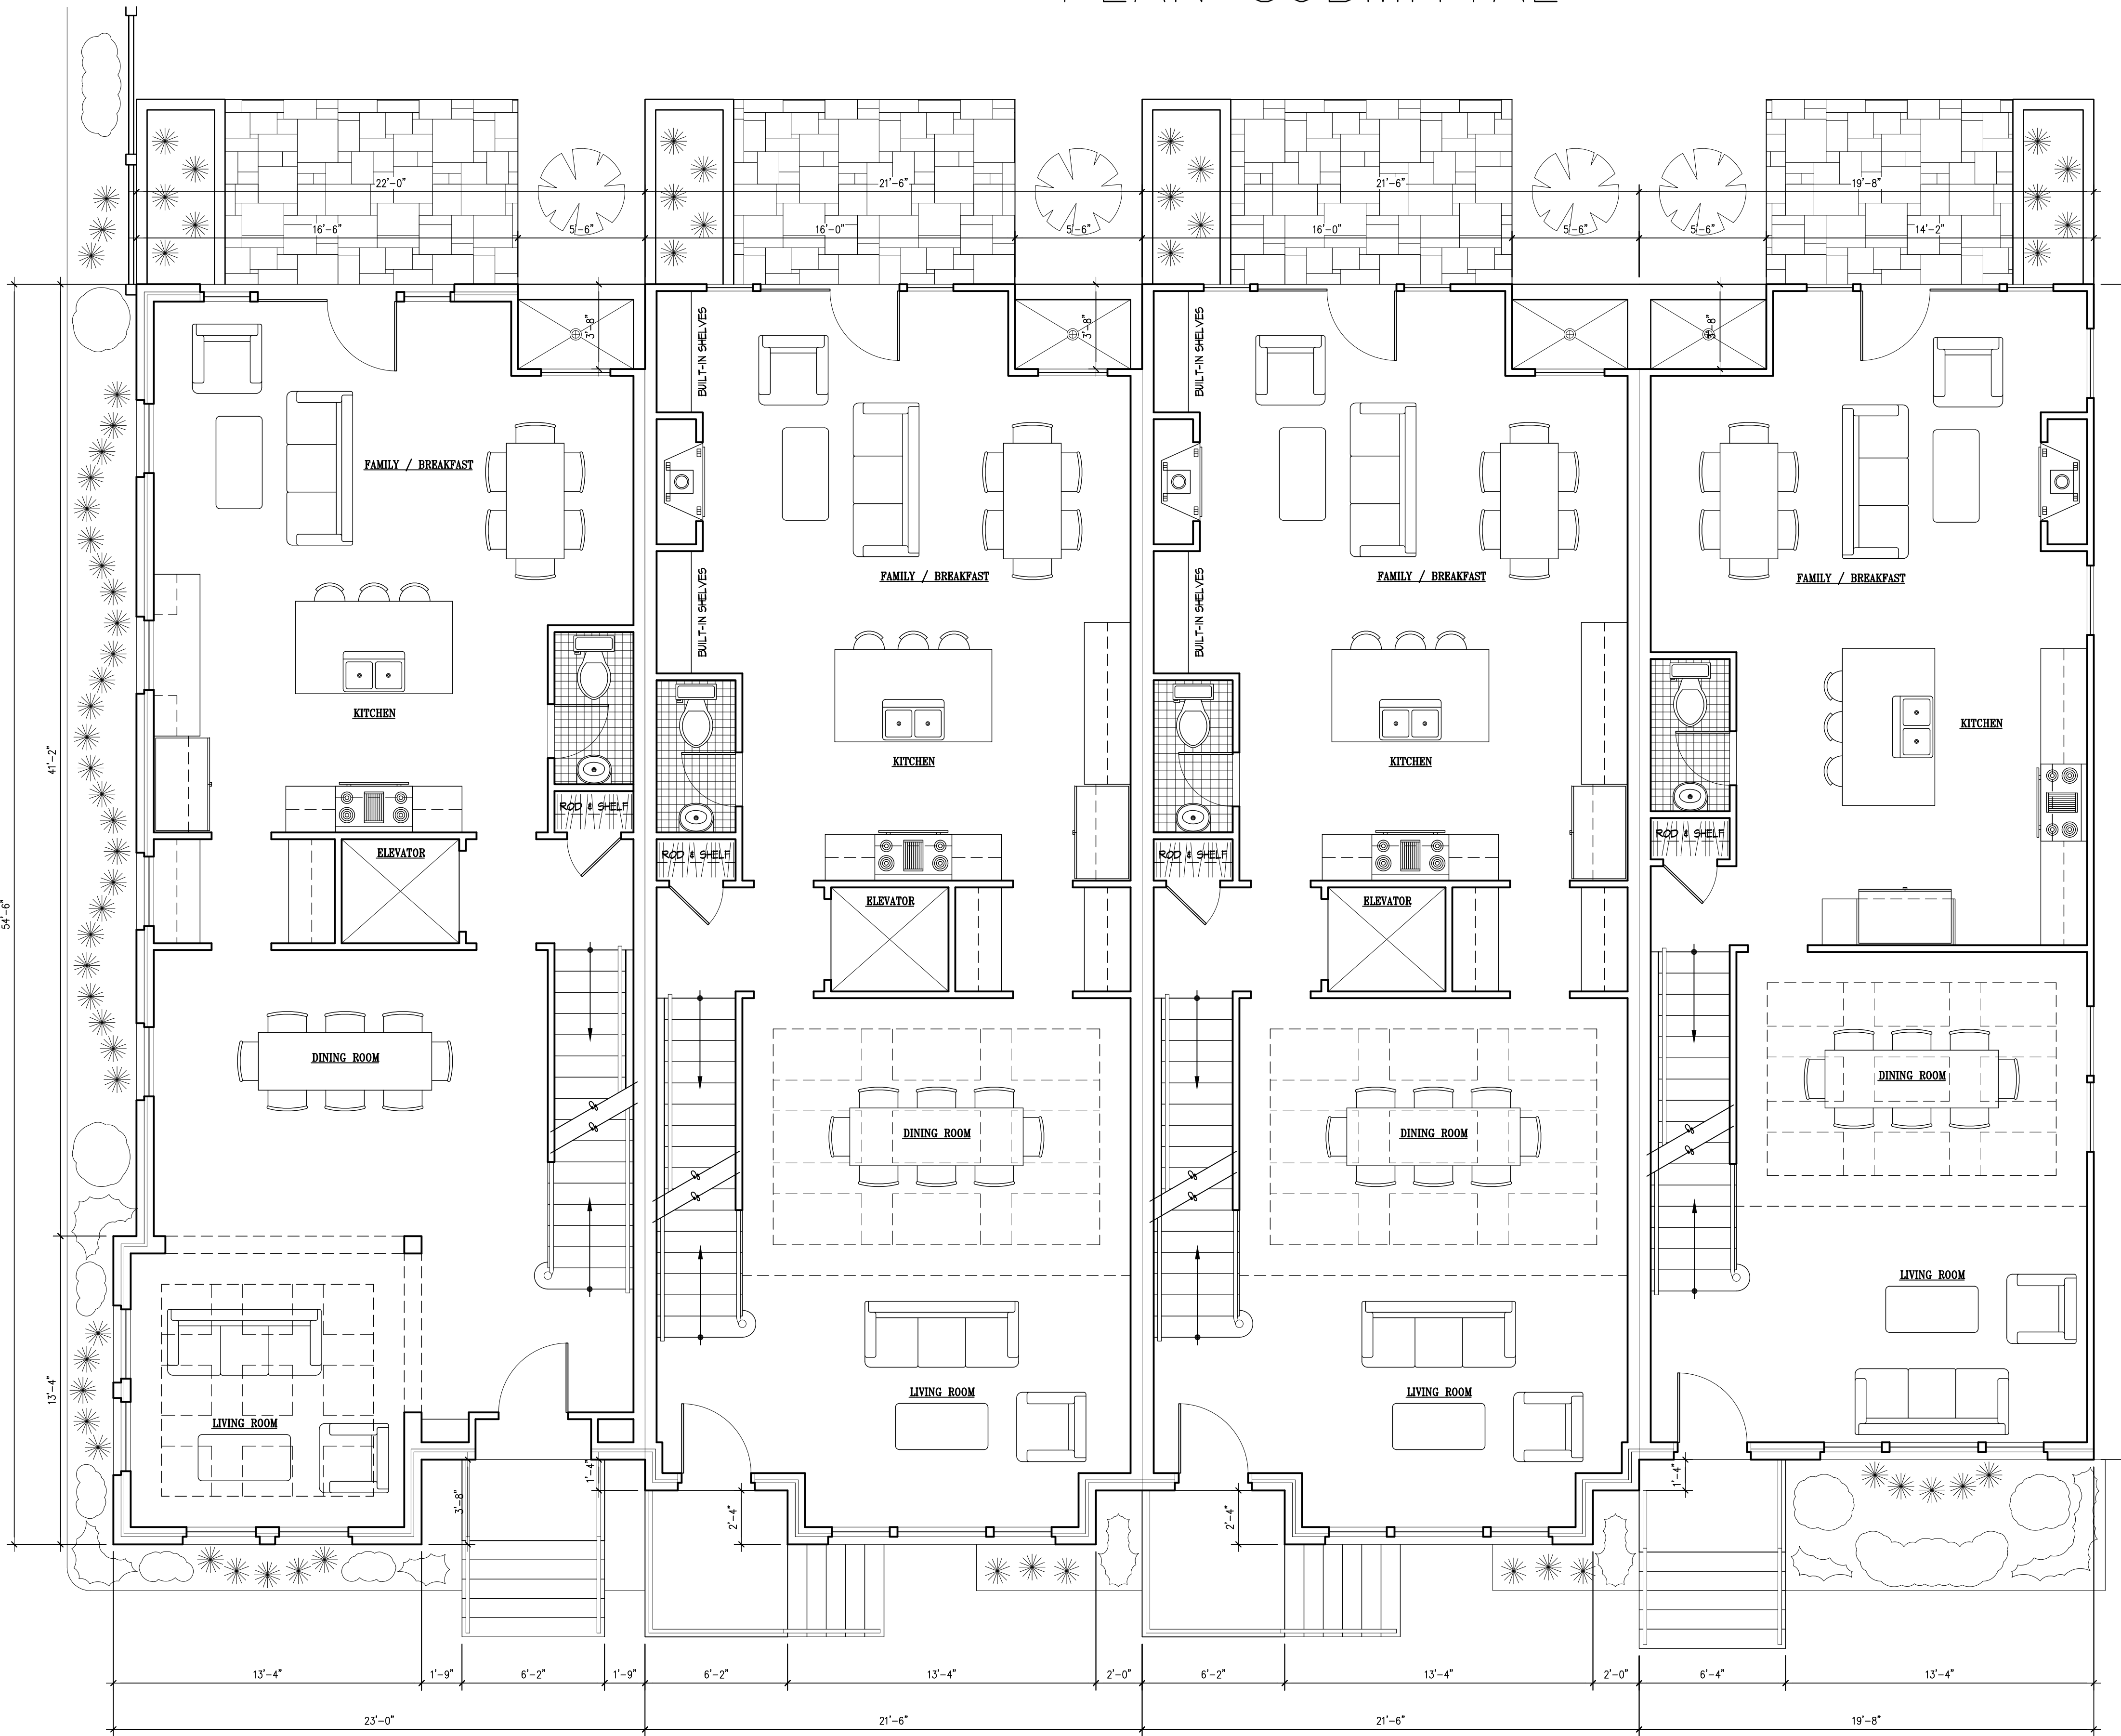 22'-0"
21'-6"
21'-6"
19'-8"
16'-6"
5'-6"
16'-0"
5'-6"
16'-0"
5'-6"
5'-6"
14'-2"
3'-8"
3'-8"
3'-8"
BUILT-IN SHELVES
BUILT-IN SHELVES
FAMILY / BREAKFAST
FAMILY / BREAKFAST
FAMILY / BREAKFAST
FAMILY / BREAKFAST
BUILT-IN SHELVES
BUILT-IN SHELVES
KITCHEN
KITCHEN
KITCHEN
KITCHEN
41'-2"
54'-6"
ROD & SHELF
ROD & SHELF
ROD & SHELF
ROD & SHELF
ELEVATOR
ELEVATOR
ELEVATOR
DINING ROOM
DINING ROOM
DINING ROOM
DINING ROOM
13'-4"
LIVING ROOM
LIVING ROOM
LIVING ROOM
LIVING ROOM
3'-8"
1'-4"
2'-4"
2'-4"
1'-4"
13'-4"
1'-9"
6'-2"
1'-9"
6'-2"
13'-4"
2'-0"
6'-2"
13'-4"
2'-0"
6'-4"
13'-4"
23'-0"
21'-6"
21'-6"
19'-8"